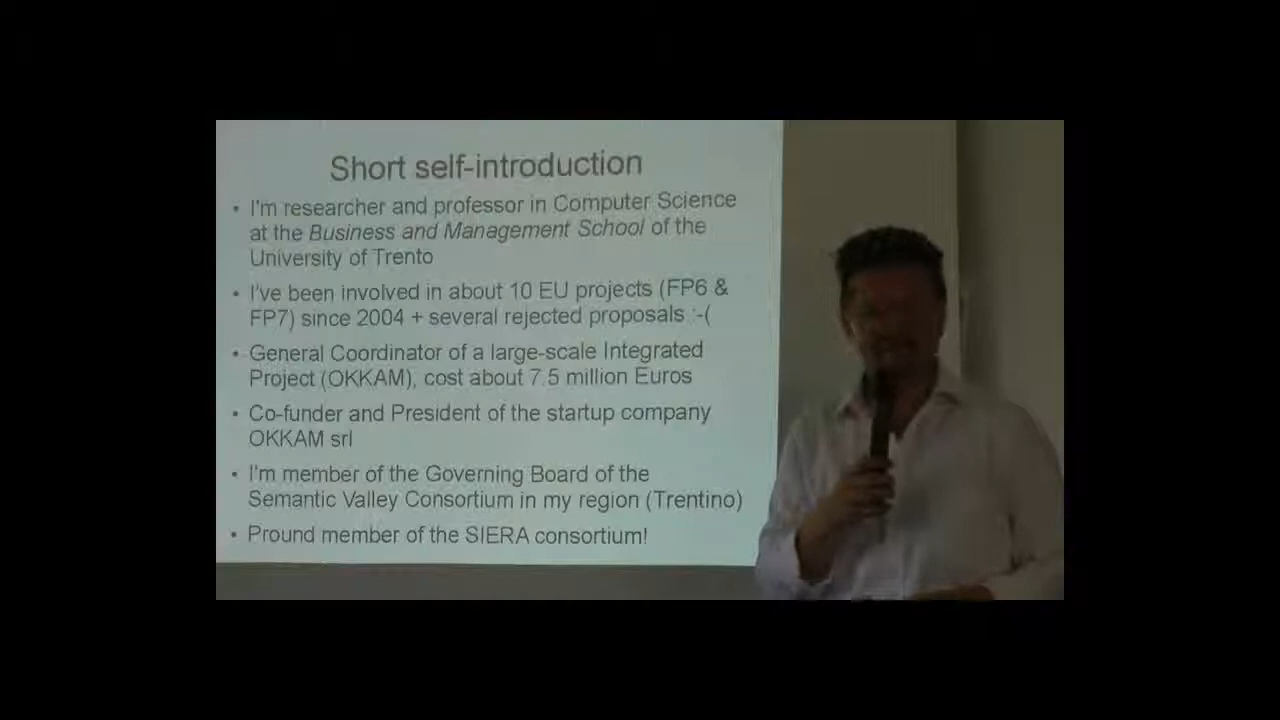 Short self-introduction
• I'm researcher and professor in Computer Science
at the Business and Management School of the
University of Trento
• I've been involved in about 10 EU projects (FP6 &
FP7) since 2004 + several rejected proposals :-(
• General Coordinator of a large-scale Integrated
Project (OKKAM), cost about 7.5 million Euros
• Co-funder and President of the startup company
OKKAM srl
• I'm member of the Governing Board of the
Semantic Valley Consortium in my region (Trentino)
• Pround member of the SIERA consortium!